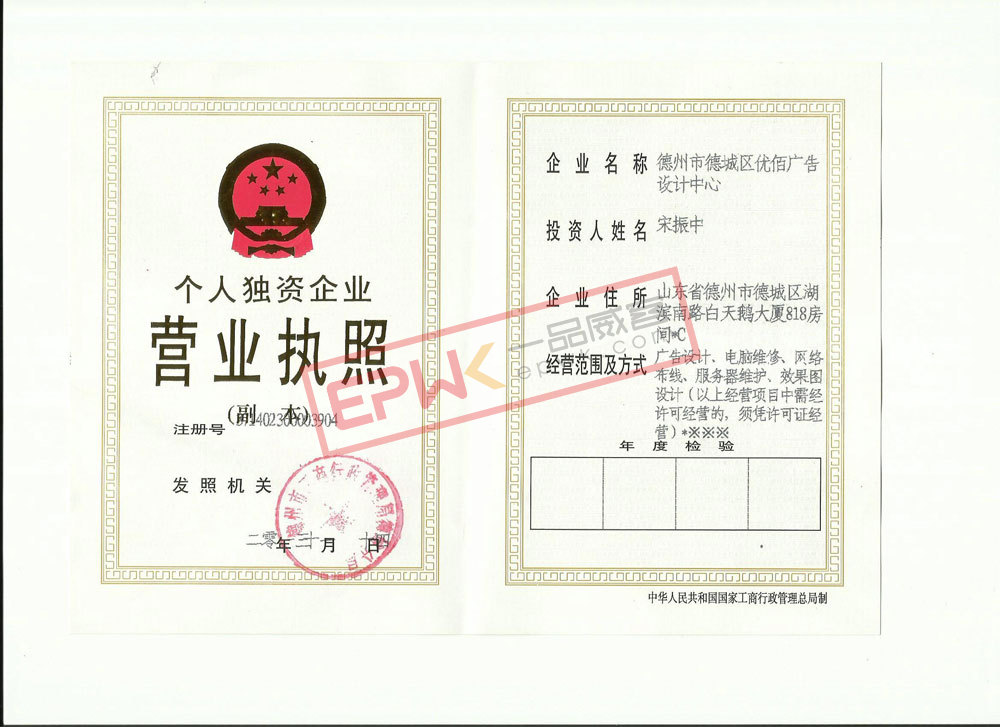 个人独资企业
营业执照
(副 本)
注册号
发照机关
年 月 日
企业名称 德州市德城区优佰广告
设计中心
投资人姓名 宋振中
企业住所 山东省德州市德城区湖
滨南路白天鹅大厦818房
间*C
经营范围及方式 广告设计、电脑维修、网络
布线、服务器维护、效果图
设计(以上经营项目中需经
许可经营的,须凭许可证经
营)*※※※
年度检验
中华人民共和国国家工商行政管理总局制
EPWK 一品威客
epwk.com